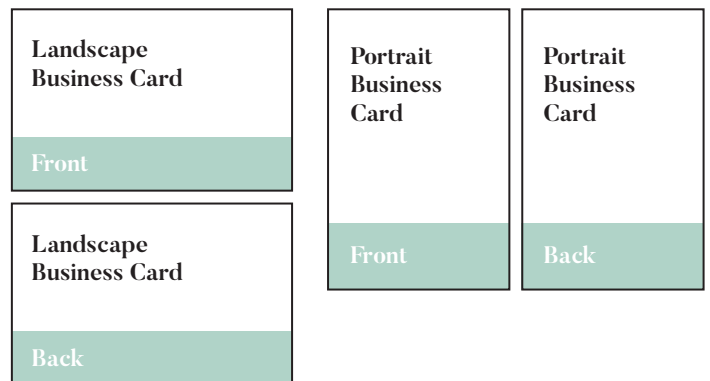 Landscape
Business Card
Front
Landscape
Business Card
Back
Portrait
Business
Card
Front
Portrait
Business
Card
Back